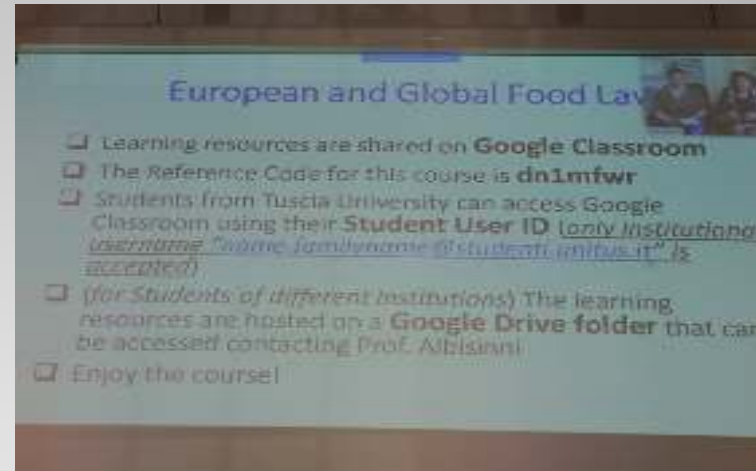 European and Global Food Law
Learning resources are shared on Google Classroom
The Reference Code for this course is dn1mfwr
Students from Tuscia University can access Google
Classroom using their Student User ID (only institutiona
username "name.familyname@studenti.unitus.it" is
accepted)
(for Students of different Institutions) The learning
resources are hosted on a Google Drive folder that can
be accessed contacting Prof. Albisinni
Enjoy the course!